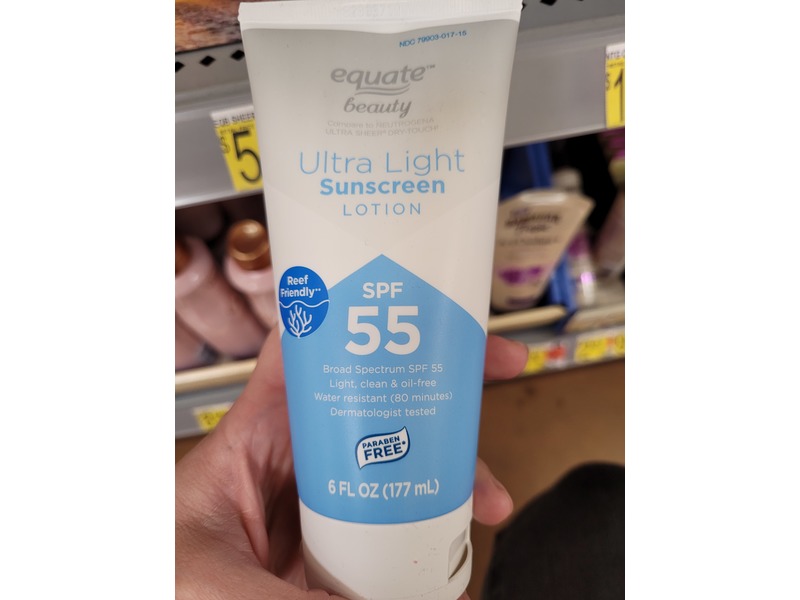 NDC 79903-017-16
equate™
beauty
Compare to NEUTROGENA
ULTRA SHEER® DRY-TOUCH
Ultra Light
Sunscreen
LOTION
Reef
Friendly**
SPF
55
Broad Spectrum SPF 55
Light, clean & oil-free
Water resistant (80 minutes)
Dermatologist tested
PARABEN
FREE*
6 FL OZ (177 mL)
$5